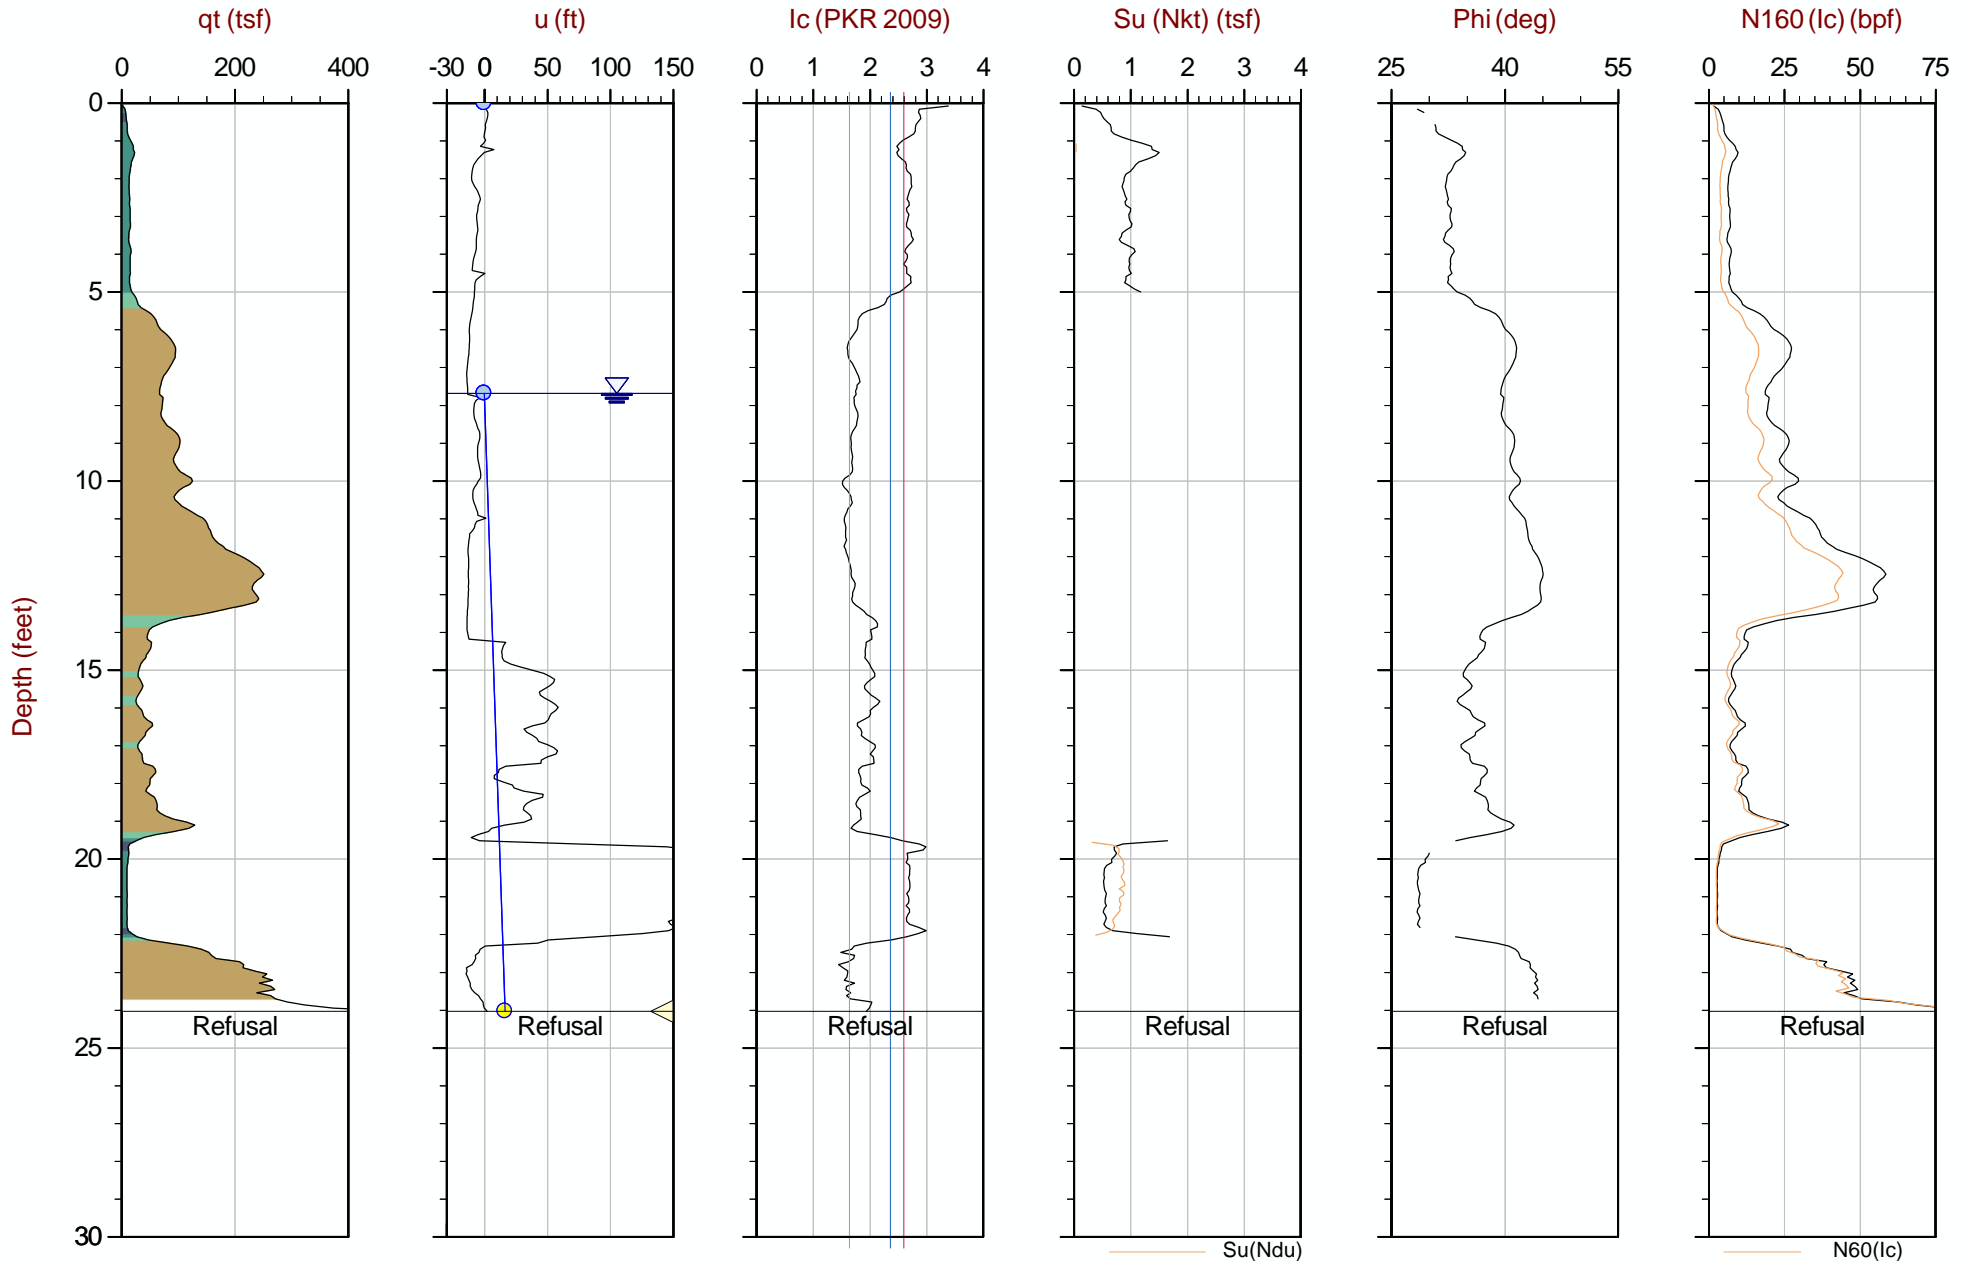 qt (tsf) u (ft) Ic (PKR 2009) Su (Nkt) (tsf) Phi (deg) N160 (Ic) (bpf)
0 200 400 -30 0 50 100 150 0 1 2 3 4 0 1 2 3 4 25 40 55 0 25 50 75
0
5
10
15
20
25
30
Depth (feet)
Refusal Refusal Refusal Refusal Refusal Refusal
Su(Ndu) N60(Ic)